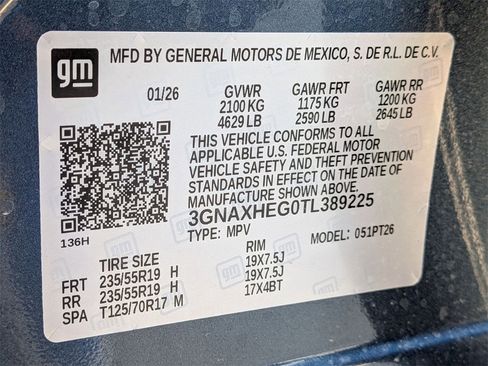 gm
MFD BY GENERAL MOTORS DE MEXICO, S. DE R.L. DE C.V.
01/26 GVWR GAWR FRT GAWR RR
2100 KG 1175 KG 1200 KG
4629 LB 2590 LB 2645 LB
THIS VEHICLE CONFORMS TO ALL
APPLICABLE U.S. FEDERAL MOTOR
VEHICLE SAFETY AND THEFT PREVENTION
STANDARDS IN EFFECT ON THE DATE OF
MANUFACTURE SHOWN ABOVE.
3GNAXHEG0TL389225
136H TYPE: MPV MODEL: 051PT26
TIRE SIZE RIM
FRT 235/55R19 H 19X7.5J
RR 235/55R19 H 19X7.5J
SPA T125/70R17 M 17X4BT